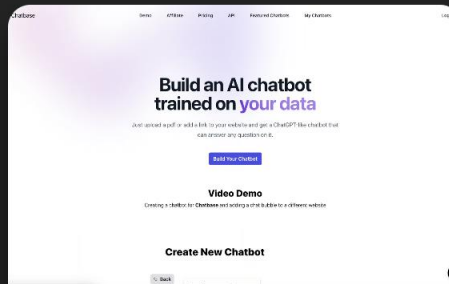 Chatbase
Demo Affiliate Pricing API Featured Chatbots My Chatbots
Build an AI chatbot
trained on your data
Just upload a pdf or add a link to your website and get a ChatGPT-like chatbot that
can answer any question on it.
Build Your Chatbot
Video Demo
Creating a chatbot for Chatbase and adding a chat bubble to a different website
Create New Chatbot
Back